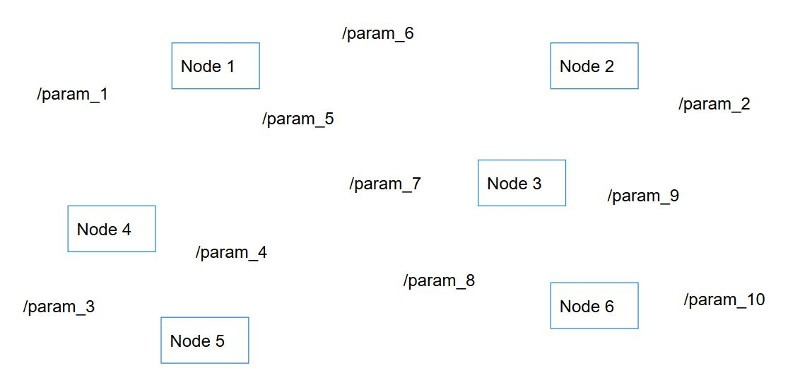 /param_6
Node 1
Node 2
/param_1
/param_2
/param_5
/param_7
Node 3
/param_9
Node 4
/param_4
/param_8
/param_3
Node 6
/param_10
Node 5